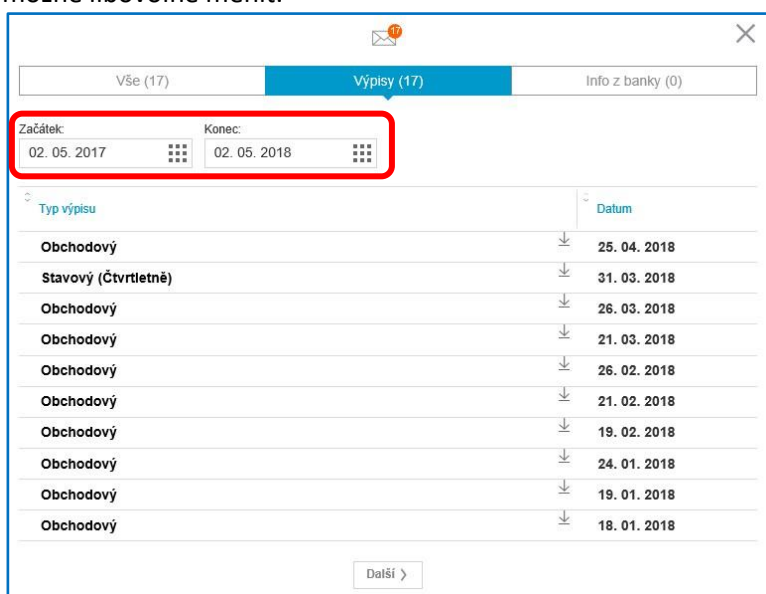 možné libovolně měnit.
17
Vše (17) Výpisy (17) Info z banky (0)
Začátek: Konec:
02. 05. 2017 02. 05. 2018
Typ výpisu Datum
Obchodový 25. 04. 2018
Stavový (Čtvrtletně) 31. 03. 2018
Obchodový 26. 03. 2018
Obchodový 21. 03. 2018
Obchodový 26. 02. 2018
Obchodový 21. 02. 2018
Obchodový 19. 02. 2018
Obchodový 24. 01. 2018
Obchodový 19. 01. 2018
Obchodový 18. 01. 2018
Další